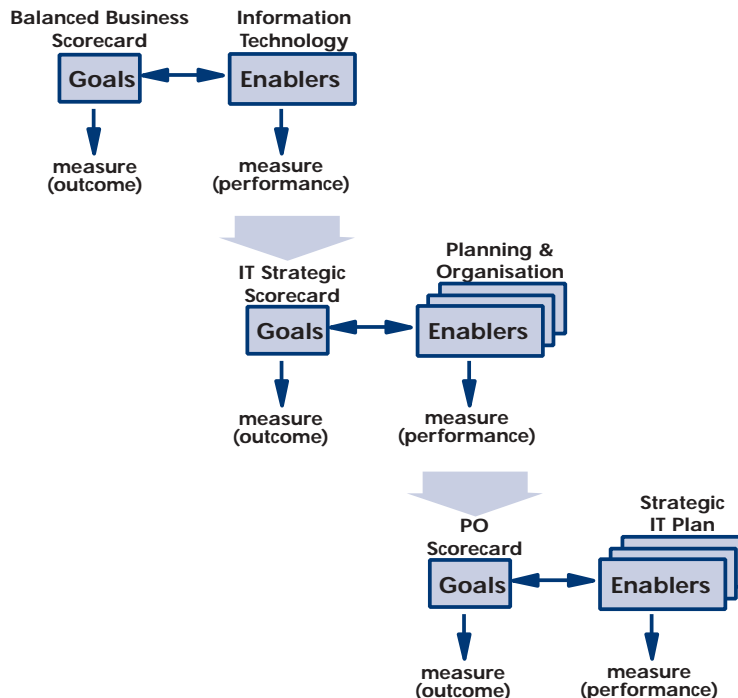 Balanced Business
Scorecard
Information
Technology
Goals
Enablers
measure
(outcome)
measure
(performance)
IT Strategic
Scorecard
Planning &
Organisation
Goals
Enablers
measure
(outcome)
measure
(performance)
PO
Scorecard
Strategic
IT Plan
Goals
Enablers
measure
(outcome)
measure
(performance)